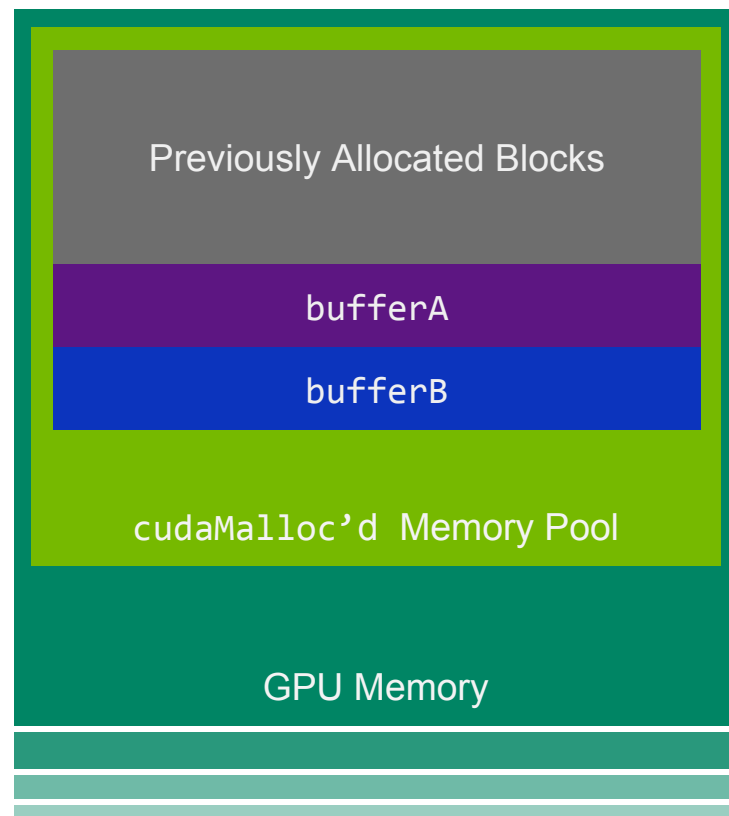 Previously Allocated Blocks
bufferA
bufferB
cudaMalloc’d Memory Pool
GPU Memory